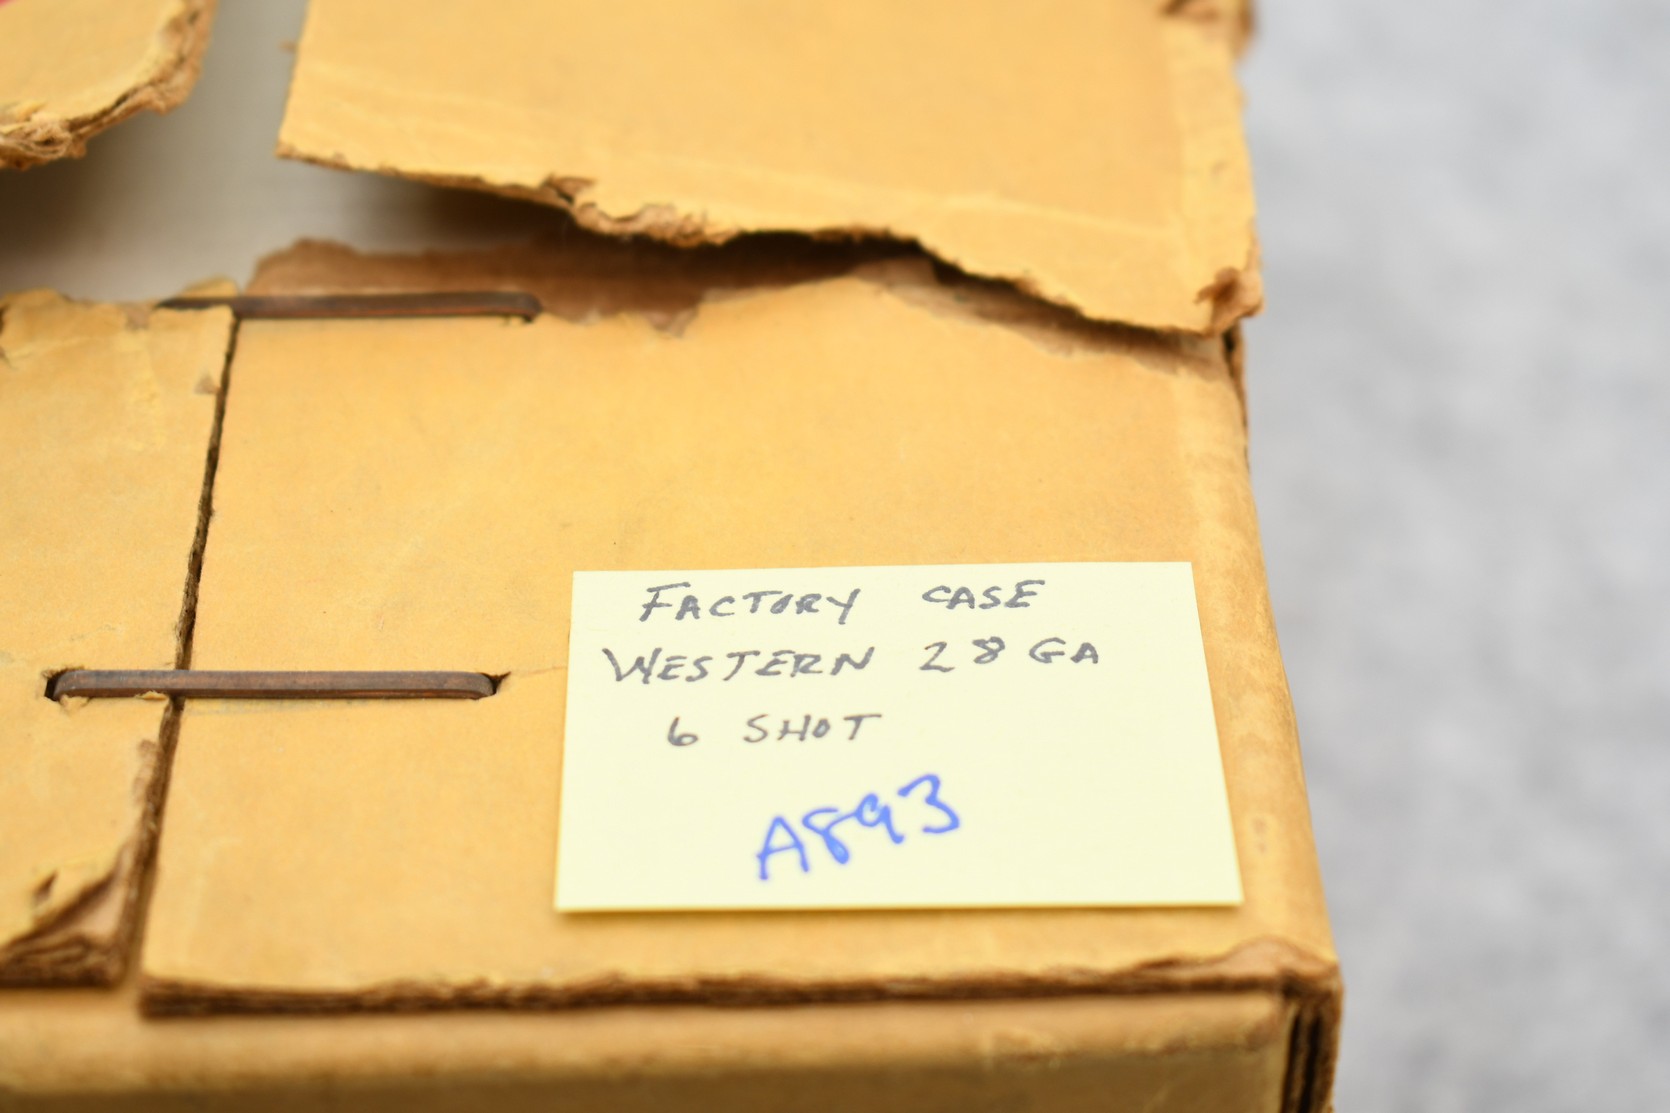 FACTORY CASE
WESTERN 28 GA
6 SHOT
A893